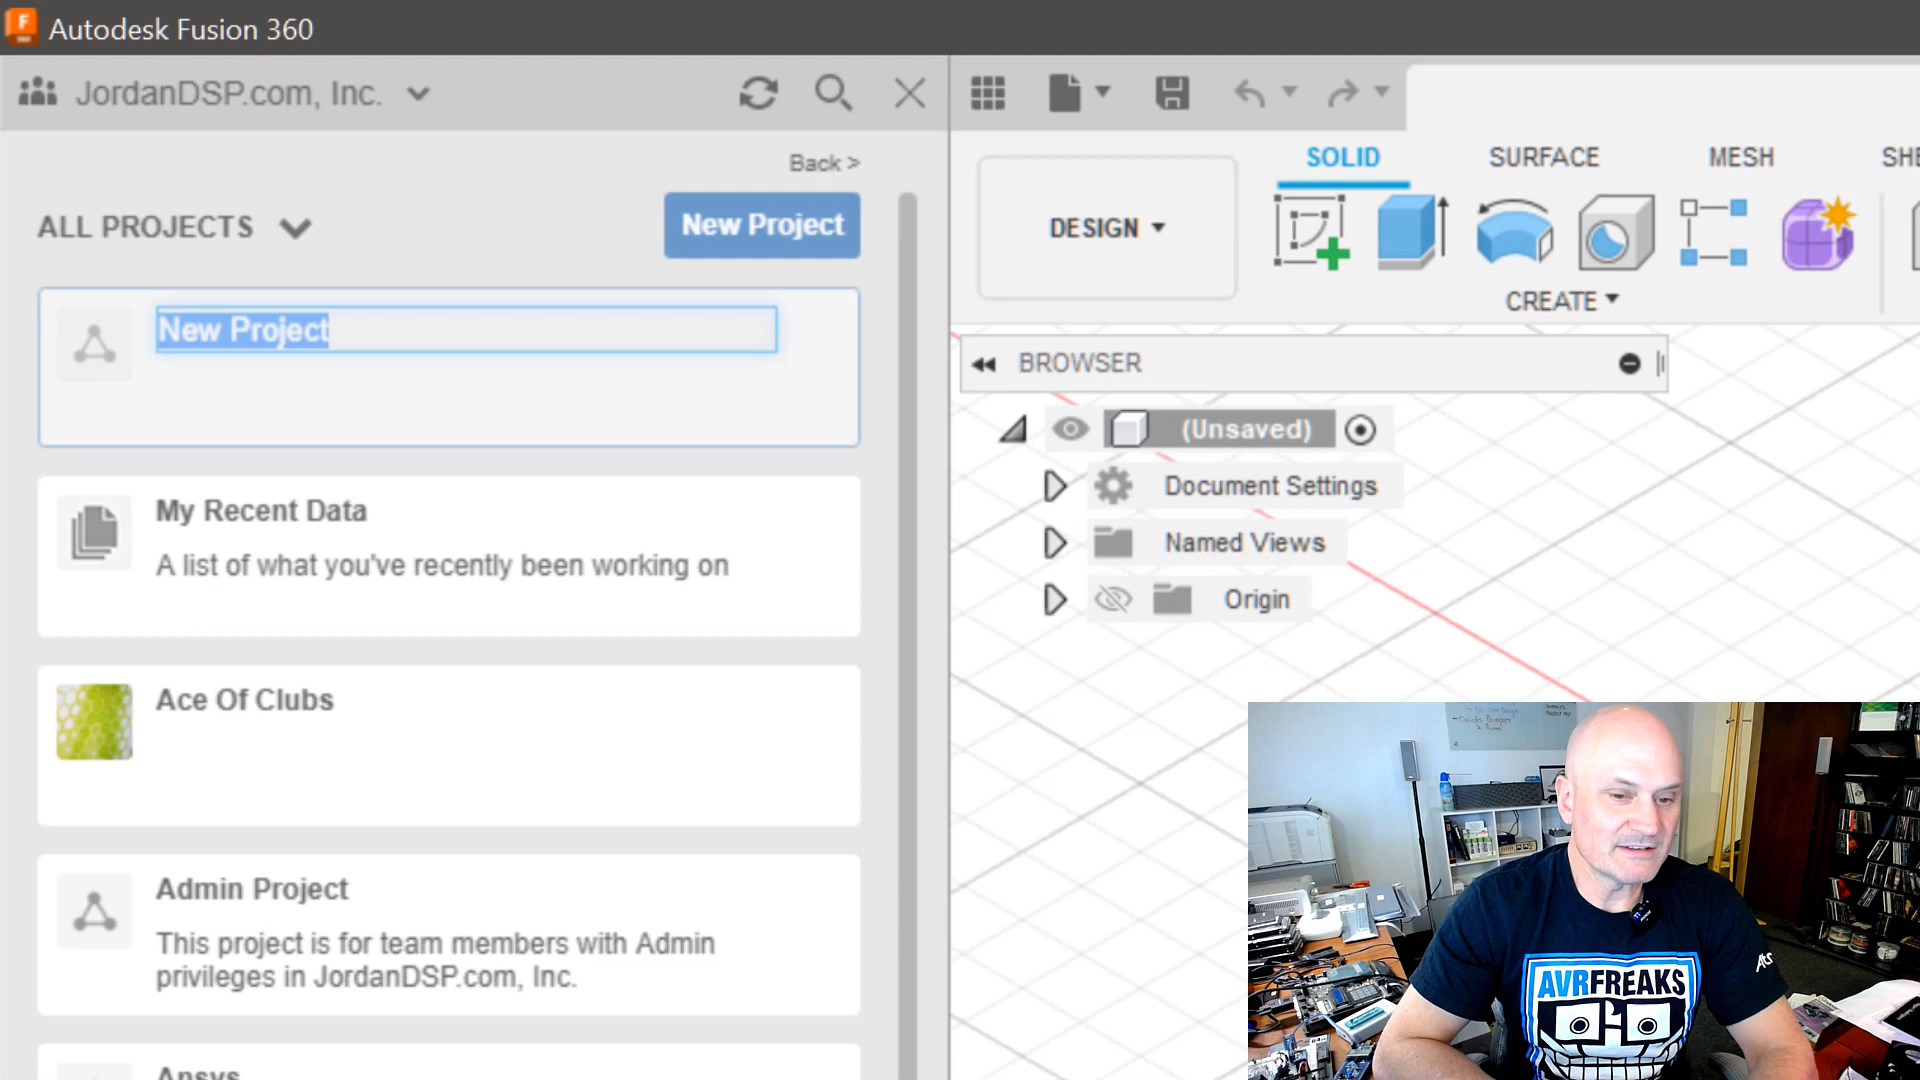 Autodesk Fusion 360
JordanDSP.com, Inc.
Back >
ALL PROJECTS
New Project
New Project
My Recent Data
A list of what you've recently been working on
Ace Of Clubs
Admin Project
This project is for team members with Admin
privileges in JordanDSP.com, Inc.
Ansys
DESIGN
SOLID
SURFACE
MESH
SHE
CREATE
BROWSER
(Unsaved)
Document Settings
Named Views
Origin
AVRFREAKS